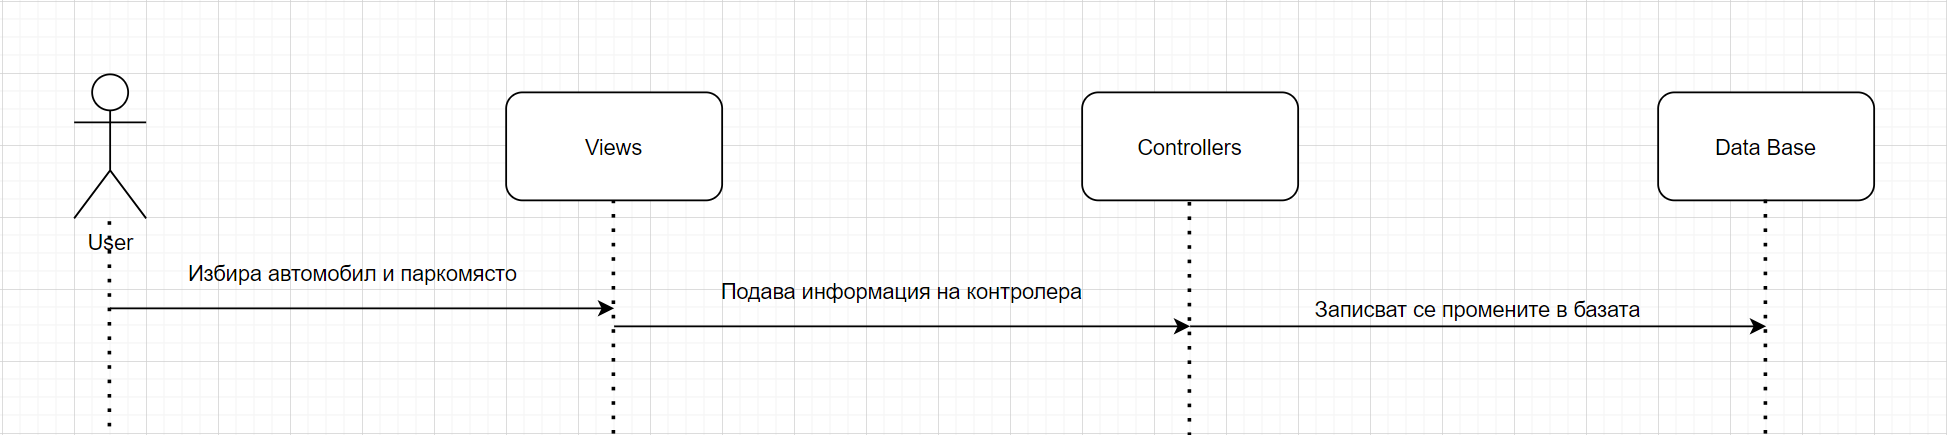 Views
Controllers
Data Base
User
Избира автомобил и паркомясто
Подава информация на контролера
Записват се промените в базата